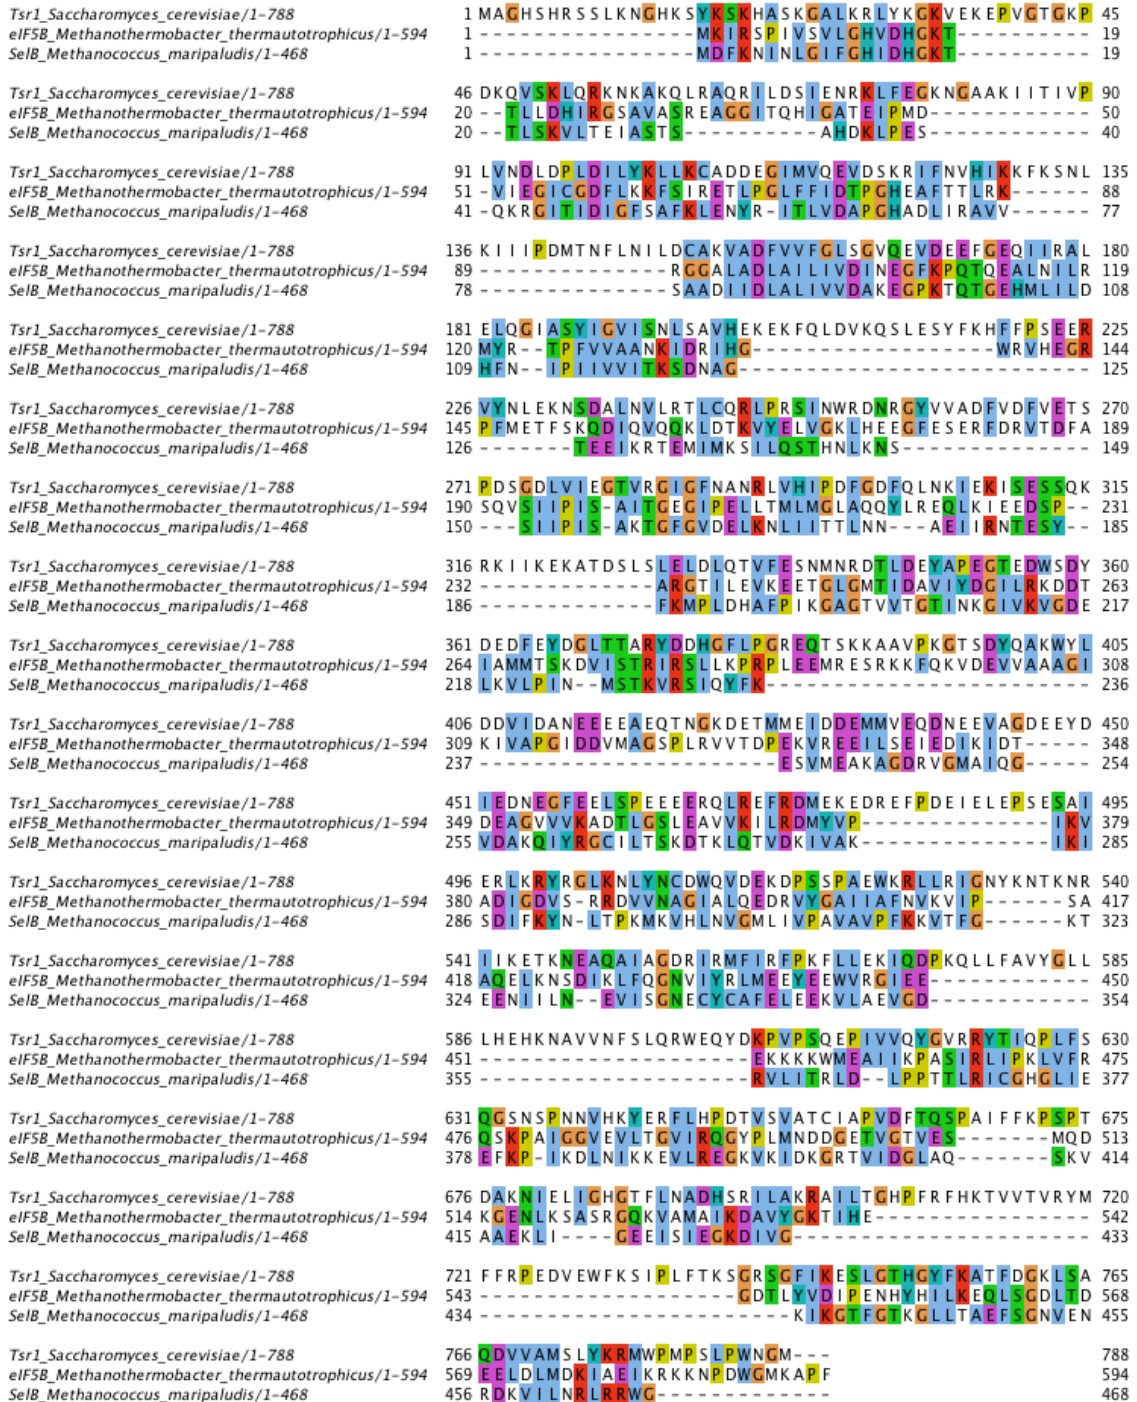 Tsr1_Saccharomyces_cerevisiae/1-788 1 MAGHSHRSSLKNGHKSYKSKHASKGALKRLYKGKVEKEPVGTGKP 45
eIF5B_Methanothermobacter_thermautotrophicus/1-594 1 ----------------MKIRSPIVSVLGHVDHGKT---------- 19
SelB_Methanococcus_maripaludis/1-468 1 ----------------MDFKNINLGIFGHIDHGKT---------- 19
Tsr1_Saccharomyces_cerevisiae/1-788 46 DKQVSKLQRKNKAKQLRAQRILDSIENRKLFEGKNGAAKIITIVP 90
eIF5B_Methanothermobacter_thermautotrophicus/1-594 20 --TLLDHIRGSAVASREAGGITQHIGATEIPMD------------ 50
SelB_Methanococcus_maripaludis/1-468 20 --TLSKVLTEIASTS----------AHDKLPES------------ 40
Tsr1_Saccharomyces_cerevisiae/1-788 91 LVNDLDPLDILYKLLKCADDEGIMVQEVDSKRIFNVHIKKFKSNL 135
eIF5B_Methanothermobacter_thermautotrophicus/1-594 51 -VIEGICGDFLKKFSIRETLPGLFFIDTPGHEAFTTLRK------ 88
SelB_Methanococcus_maripaludis/1-468 41 -QKRGITIDIGFSAFKLENYR-ITLVDAPGHADLIRAVV------ 77
Tsr1_Saccharomyces_cerevisiae/1-788 136 KIIIPDMTNFLNILDCAKVADFVVFGLSGVQEVDEEFGEQIIRAL 180
eIF5B_Methanothermobacter_thermautotrophicus/1-594 89 --------------RGGALADLAILIVDINEGFKPQTQEALNILR 119
SelB_Methanococcus_maripaludis/1-468 78 --------------SAADIIDLALIVVDAKEGPKTQTGEHMLILD 108
Tsr1_Saccharomyces_cerevisiae/1-788 181 ELQGIASYIGVISNLSAVHEKEKFQLDVKQSLESYFKHFFPSEER 225
eIF5B_Methanothermobacter_thermautotrophicus/1-594 120 MYR--TPFVVAANKIDRIHG------------------WRVHEGR 144
SelB_Methanococcus_maripaludis/1-468 109 HFN--IPIIVVITKSDNAG-------------------------- 125
Tsr1_Saccharomyces_cerevisiae/1-788 226 VYNLEKNSDALNVLRTLCQRLPRSINWRDNRGYVVADFVDFVETS 270
eIF5B_Methanothermobacter_thermautotrophicus/1-594 145 PFMETFSKQDIQVQQKLDTKVYELVGKLHEEGFESERFDRVTDFA 189
SelB_Methanococcus_maripaludis/1-468 126 -------TEEIKRTEMIMKSILQSTHNLKNS-------------- 149
Tsr1_Saccharomyces_cerevisiae/1-788 271 PDSGDLVIEGTVRGIGFNANRLVHIPDFGDFQLNKIEKISESSQK 315
eIF5B_Methanothermobacter_thermautotrophicus/1-594 190 SQVSIIPIS-AITGEGIPELLTMLMGLAQQYLREQLKIEEDSP-- 231
SelB_Methanococcus_maripaludis/1-468 150 ---SIIPIS-AKTGFGVDELKNLIITTLNN---AEIIRNTESY-- 185
Tsr1_Saccharomyces_cerevisiae/1-788 316 RKIIKEKATDSLSLELDLQTVFESNMNRDTLDEYAPEGTEDWSDY 360
eIF5B_Methanothermobacter_thermautotrophicus/1-594 232 -------------ARGTILEVKEETGLGMTIDAVIYDGILRKDDT 263
SelB_Methanococcus_maripaludis/1-468 186 -------------FKMPLDHAFPIKGAGTVVTGTINKGIVKVGDE 217
Tsr1_Saccharomyces_cerevisiae/1-788 361 DEDFEYDGLTTARYDDHGFLPGREQTSKKAAVPKGTSDYQAKWYL 405
eIF5B_Methanothermobacter_thermautotrophicus/1-594 264 IAMMTSKDVISTRIRSLLKPRPLEEMRESRKKFQKVDEVVAAAGI 308
SelB_Methanococcus_maripaludis/1-468 218 LKVLPIN--MSTKVRSIQYFK------------------------ 236
Tsr1_Saccharomyces_cerevisiae/1-788 406 DDVIDANEEEEAEQTNGKDETMMEIDDEMMVEQDNEEVAGDEEYD 450
eIF5B_Methanothermobacter_thermautotrophicus/1-594 309 KIVAPGIDDVMAGSPLRVVTDPEKVREEILSEIEDIKIDT----- 348
SelB_Methanococcus_maripaludis/1-468 237 ----------------------ESVMEAKAGDRVGMAIQG----- 254
Tsr1_Saccharomyces_cerevisiae/1-788 451 IEDNEGFEELSPEEEERQLREFRDMEKEDREFPDEIELEPSESAI 495
eIF5B_Methanothermobacter_thermautotrophicus/1-594 349 DEAGVVVKADTLGSLEAVVKILRDMYVP--------------IKV 379
SelB_Methanococcus_maripaludis/1-468 255 VDAKQIYRGCILTSKDTKLQTVDKIVAK--------------IKI 285
Tsr1_Saccharomyces_cerevisiae/1-788 496 ERLKRYRGLKNLYNCDWQVDEKDPSSPAEWKRLLRIGNYKNTKNR 540
eIF5B_Methanothermobacter_thermautotrophicus/1-594 380 ADIGDVS-RRDVVNAGIALQEDRVYGAIIAFNVKVIP------SA 417
SelB_Methanococcus_maripaludis/1-468 286 SDIFKYN-LTPKMKVHLNVGMLIVPAVAVPFKKVTFG------KT 323
Tsr1_Saccharomyces_cerevisiae/1-788 541 IIKETKNEAQAIAGDRIRMFIRFPKFLLEKIQDPKQLLFAVYGLL 585
eIF5B_Methanothermobacter_thermautotrophicus/1-594 418 AQELKNSDIKLFQGNVIYRLMEEYEEWVRGIEE------------ 450
SelB_Methanococcus_maripaludis/1-468 324 EENIILN--EVISGNECYCAFELEEKVLAEVGD------------ 354
Tsr1_Saccharomyces_cerevisiae/1-788 586 LHEHKNAVVNFSLQRWEQYDKPVPSQEPIVVQYGVRRYTIQPLFS 630
eIF5B_Methanothermobacter_thermautotrophicus/1-594 451 --------------------EKKKKWMEAIIKPASIRLIPKLVFR 475
SelB_Methanococcus_maripaludis/1-468 355 --------------------RVLITRLD--LPPTTLRICGHGLIE 377
Tsr1_Saccharomyces_cerevisiae/1-788 631 QGSNSPNNVHKYERFLHPDTVSVATCIAPVDFTQSPAIFFKPSPT 675
eIF5B_Methanothermobacter_thermautotrophicus/1-594 476 QSKPAIGGVEVLTGVIRQGYPLMNDDGETVGTVES-------MQD 513
SelB_Methanococcus_maripaludis/1-468 378 EFKP-IKDLNIKKEVLREGKVKIDKGRTVIDGLAQ-------SKV 414
Tsr1_Saccharomyces_cerevisiae/1-788 676 DAKNIELIGHGTFLNADHSRILAKRAILTGHPFRFHKTVVTVRYM 720
eIF5B_Methanothermobacter_thermautotrophicus/1-594 514 KGENLKSASRGQKVAMAIKDAVYGKTIHE---------------- 542
SelB_Methanococcus_maripaludis/1-468 415 AAEKLI----GEEISIEGKDIVG---------------------- 433
Tsr1_Saccharomyces_cerevisiae/1-788 721 FFRPEDVEWFKSIPLFTKSGRSGFIKESLGTHGYFKATFDGKLSA 765
eIF5B_Methanothermobacter_thermautotrophicus/1-594 543 -------------------GDTLYVDIPENHYHILKEQLSGDLTD 568
SelB_Methanococcus_maripaludis/1-468 434 -----------------------KIKGTFGTKGLLTAEFSGNVEN 455
Tsr1_Saccharomyces_cerevisiae/1-788 766 QDVVAMSLYKRMWPMPSLPWNGM--- 788
eIF5B_Methanothermobacter_thermautotrophicus/1-594 569 EELDLMDKIAEIKRKKNPDWGMKAPF 594
SelB_Methanococcus_maripaludis/1-468 456 RDKVILNRLRRWG------------- 468